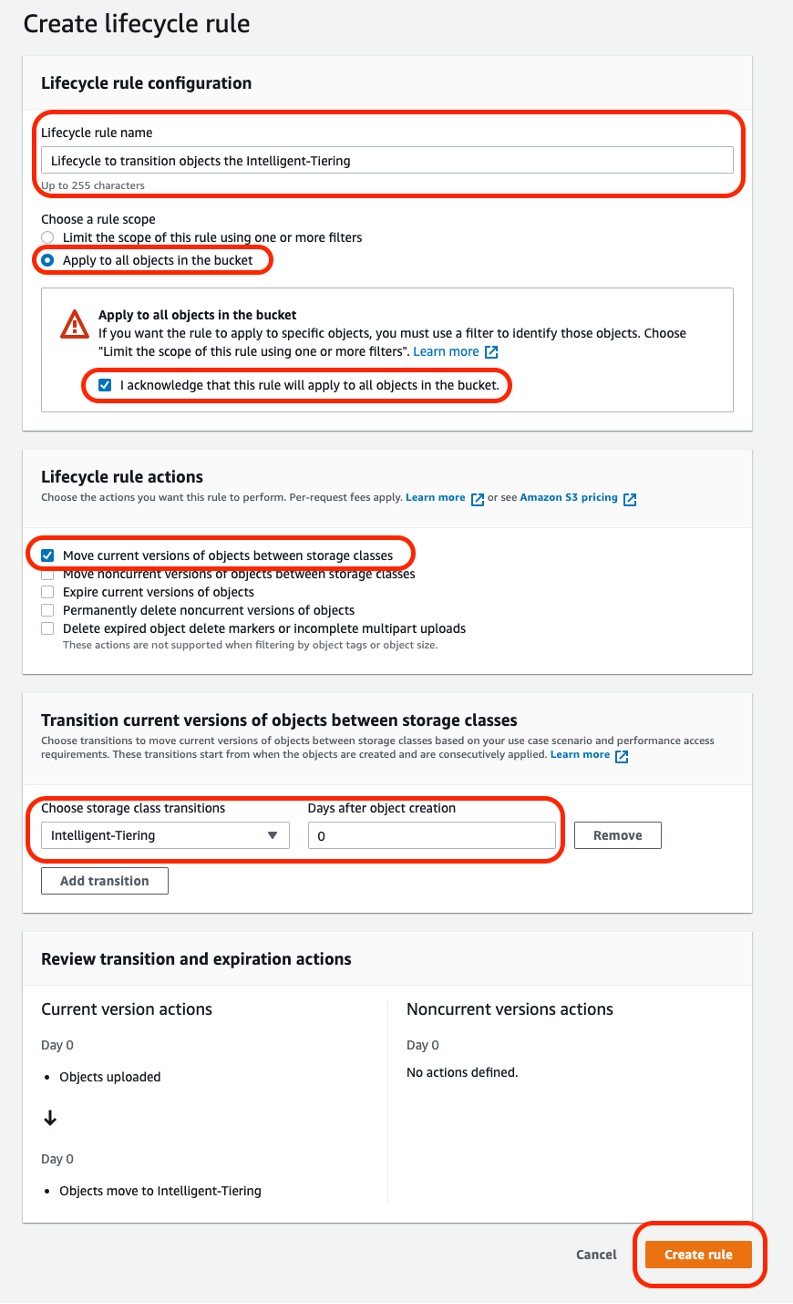 Create lifecycle rule
Lifecycle rule configuration
Lifecycle rule name
Lifecycle to transition objects the Intelligent-Tiering
Up to 255 characters
Choose a rule scope
Limit the scope of this rule using one or more filters
Apply to all objects in the bucket
Apply to all objects in the bucket
If you want the rule to apply to specific objects, you must use a filter to identify those objects. Choose
"Limit the scope of this rule using one or more filters". Learn more
I acknowledge that this rule will apply to all objects in the bucket.
Lifecycle rule actions
Choose the actions you want this rule to perform. Per-request fees apply. Learn more or see Amazon S3 pricing
Move current versions of objects between storage classes
Move noncurrent versions of objects between storage classes
Expire current versions of objects
Permanently delete noncurrent versions of objects
Delete expired object delete markers or incomplete multipart uploads
These actions are not supported when filtering by object tags or object size.
Transition current versions of objects between storage classes
Choose transitions to move current versions of objects between storage classes based on your use case scenario and performance access
requirements. These transitions start from when the objects are created and are consecutively applied. Learn more
Choose storage class transitions Days after object creation
Intelligent-Tiering 0 Remove
Add transition
Review transition and expiration actions
Current version actions
Day 0
• Objects uploaded
↓
Day 0
• Objects move to Intelligent-Tiering
Noncurrent versions actions
Day 0
No actions defined.
Cancel Create rule